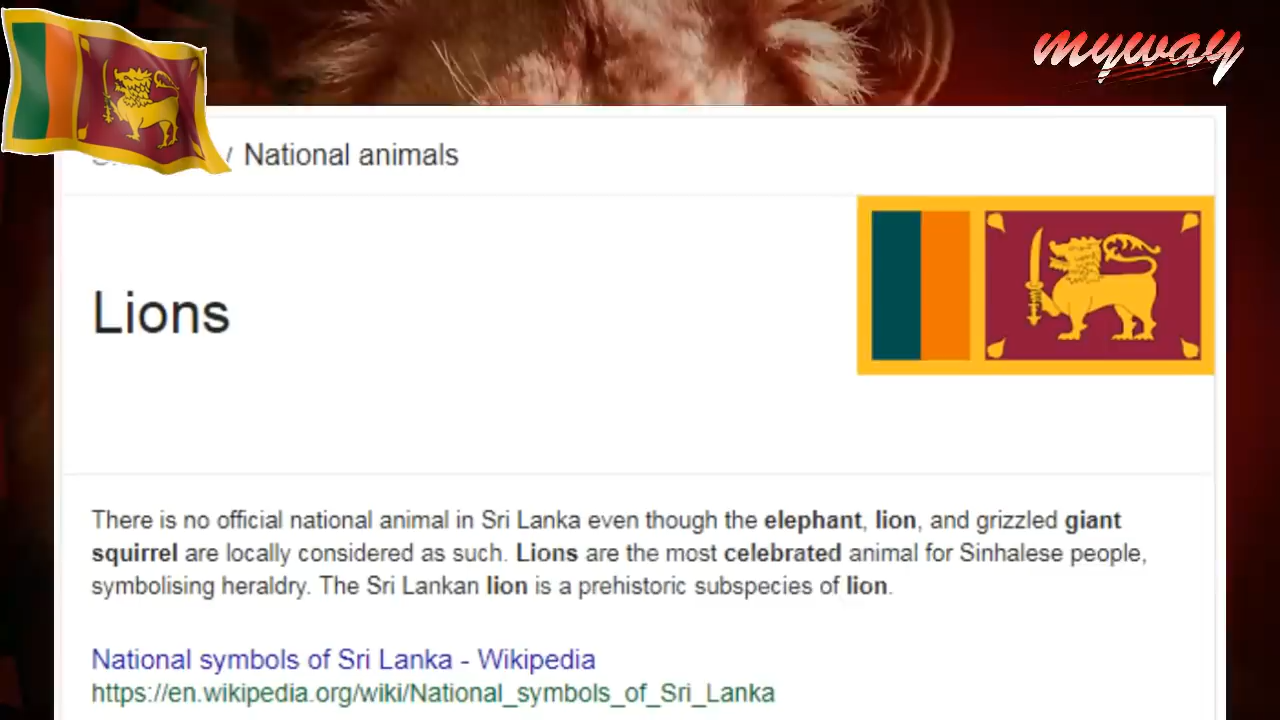 myway
/ National animals
Lions
There is no official national animal in Sri Lanka even though the elephant, lion, and grizzled giant
squirrel are locally considered as such. Lions are the most celebrated animal for Sinhalese people,
symbolising heraldry. The Sri Lankan lion is a prehistoric subspecies of lion.
National symbols of Sri Lanka - Wikipedia
https://en.wikipedia.org/wiki/National_symbols_of_Sri_Lanka